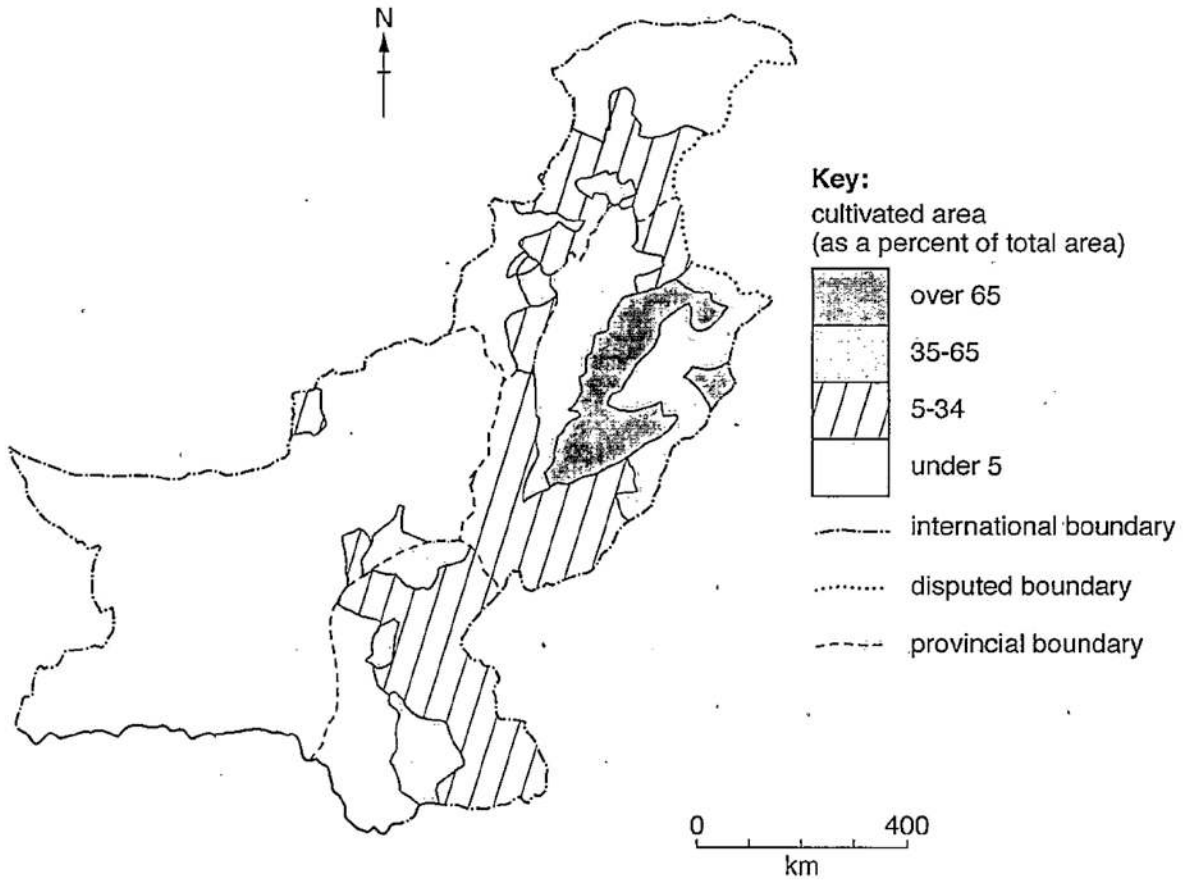 N
Key:
cultivated area
(as a percent of total area)
over 65
35-65
5-34
under 5
international boundary
disputed boundary
provincial boundary
0 400
km